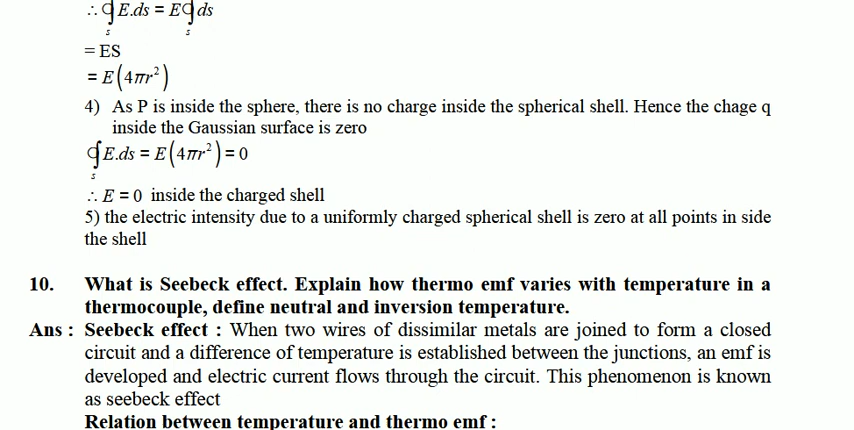 ∴ ∮ E.ds = E∮ ds
s s
= ES
= E(4πr²)
4) As P is inside the sphere, there is no charge inside the spherical shell. Hence the chage q
inside the Gaussian surface is zero
∮ E.ds = E(4πr²) = 0
s
∴ E = 0 inside the charged shell
5) the electric intensity due to a uniformly charged spherical shell is zero at all points in side
the shell
10. What is Seebeck effect. Explain how thermo emf varies with temperature in a
thermocouple, define neutral and inversion temperature.
Ans : Seebeck effect : When two wires of dissimilar metals are joined to form a closed
circuit and a difference of temperature is established between the junctions, an emf is
developed and electric current flows through the circuit. This phenomenon is known
as seebeck effect
Relation between temperature and thermo emf :